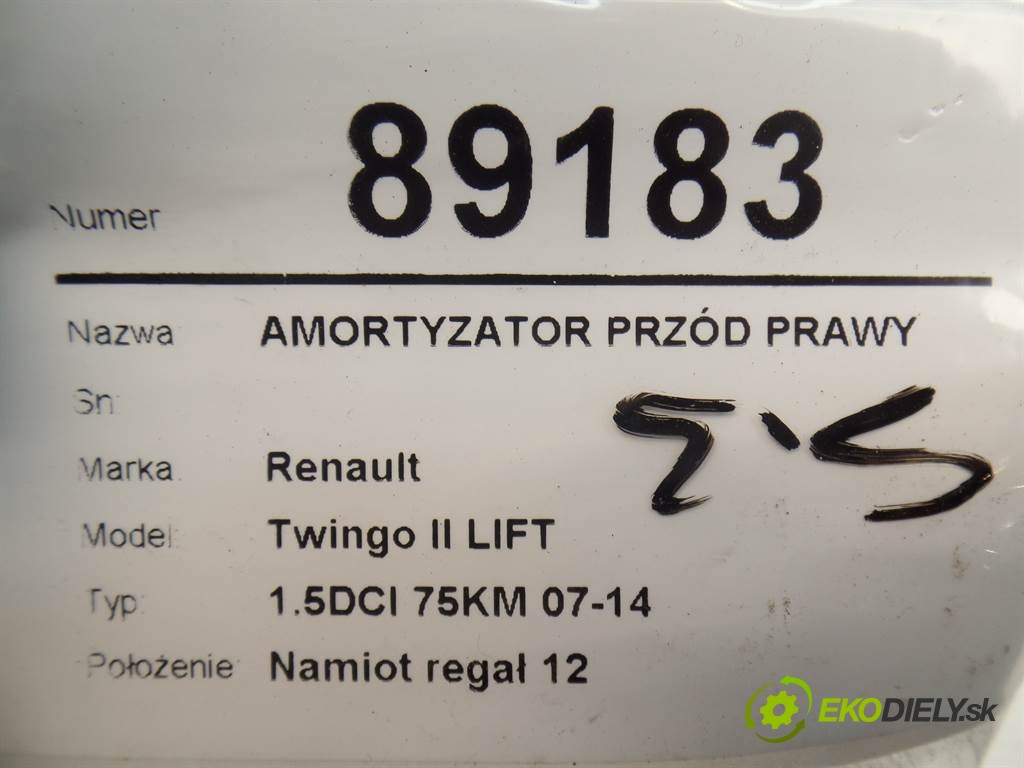 Numer 89183
Nazwa AMORTYZATOR PRZÓD PRAWY
Sn:
Marka: Renault
Model: Twingo II LIFT
Typ: 1.5DCI 75KM 07-14
Położenie: Namiot regał 12
EKODIELY.sk